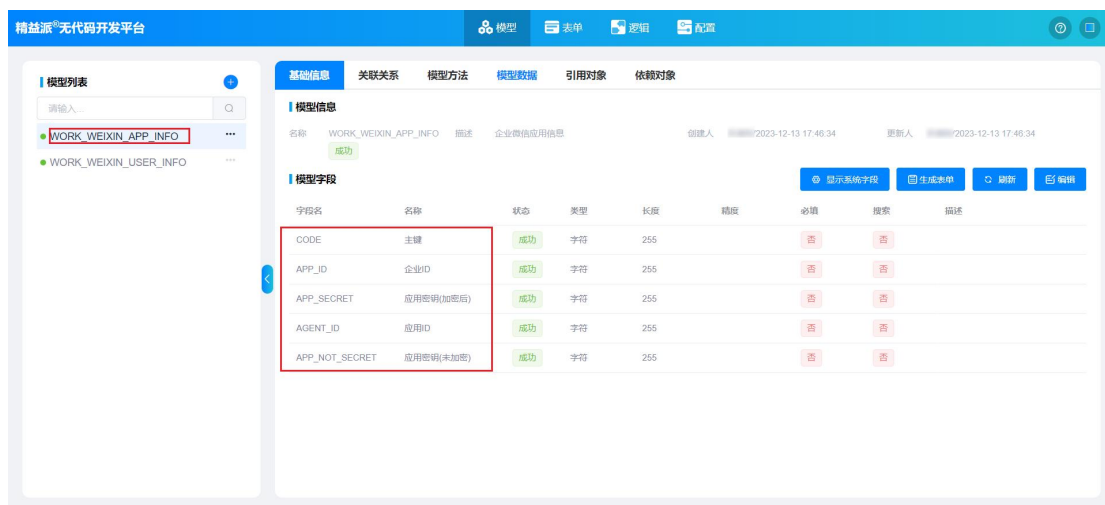 精益派®无代码开发平台 模型 表单 逻辑 配置
模型列表
请输入...
WORK_WEIXIN_APP_INFO ...
WORK_WEIXIN_USER_INFO ...
基础信息 关联关系 模型方法 模型数据 引用对象 依赖对象
模型信息
名称 WORK_WEIXIN_APP_INFO 描述 企业微信应用信息 创建人 2023-12-13 17:46:34 更新人 2023-12-13 17:46:34
成功
模型字段 显示系统字段 生成表单 刷新 编辑
字段名 名称 状态 类型 长度 精度 必填 搜索 描述
CODE 主键 成功 字符 255 否 否
APP_ID 企业ID 成功 字符 255 否 否
APP_SECRET 应用密钥(加密后) 成功 字符 255 否 否
AGENT_ID 应用ID 成功 字符 255 否 否
APP_NOT_SECRET 应用密钥(未加密) 成功 字符 255 否 否